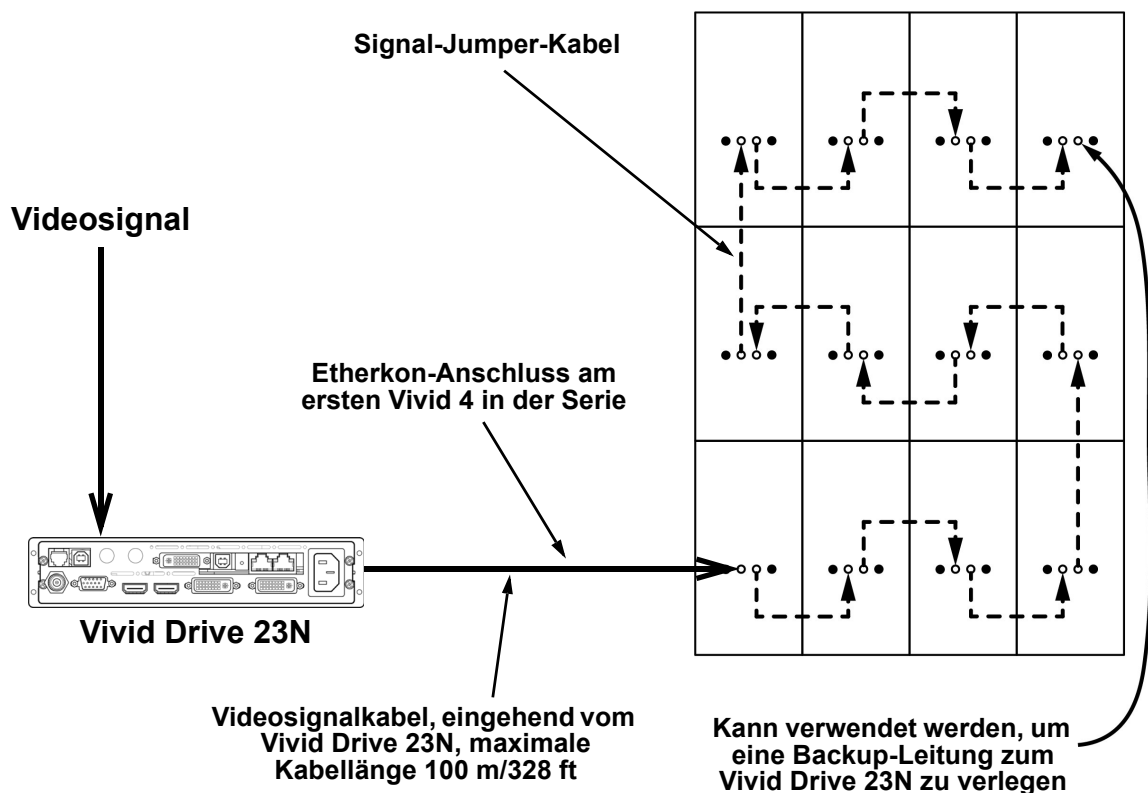 Signal-Jumper-Kabel
Videosignal
Etherkon-Anschluss am
ersten Vivid 4 in der Serie
Vivid Drive 23N
Videosignalkabel, eingehend vom
Vivid Drive 23N, maximale
Kabellänge 100 m/328 ft
Kann verwendet werden, um
eine Backup-Leitung zum
Vivid Drive 23N zu verlegen